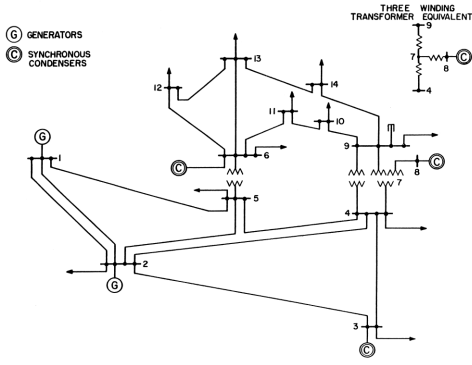 THREE WINDING
TRANSFORMER EQUIVALENT
9
7
C
8
4
G GENERATORS
C SYNCHRONOUS
CONDENSERS
13
14
12
11
10
G
1
C
6
9
7
8
C
5
4
2
G
3
C